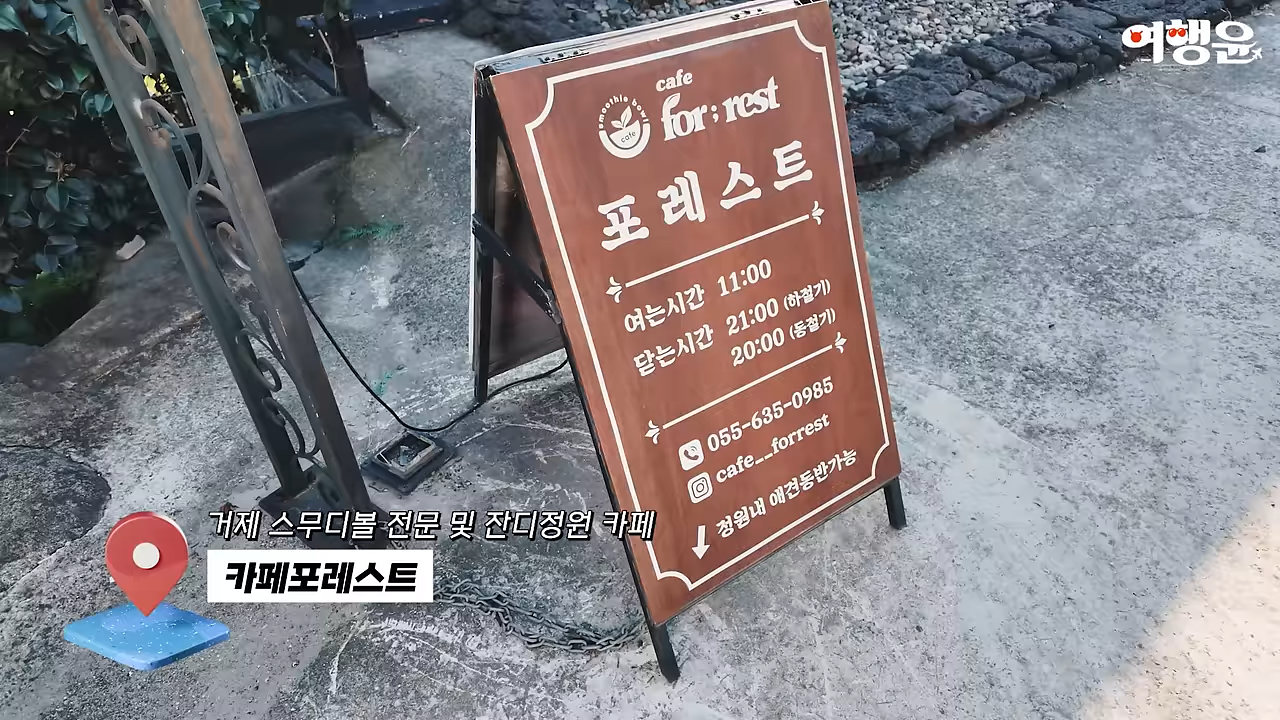 여행윤
cafe
for;rest
smoothie bowl
cafe
포레스트
여는시간 11:00
닫는시간 21:00 (하절기)
20:00 (동절기)
055-635-0985
cafe__forrest
정원내 애견동반가능
거제 스무디볼 전문 및 잔디정원 카페
카페포레스트